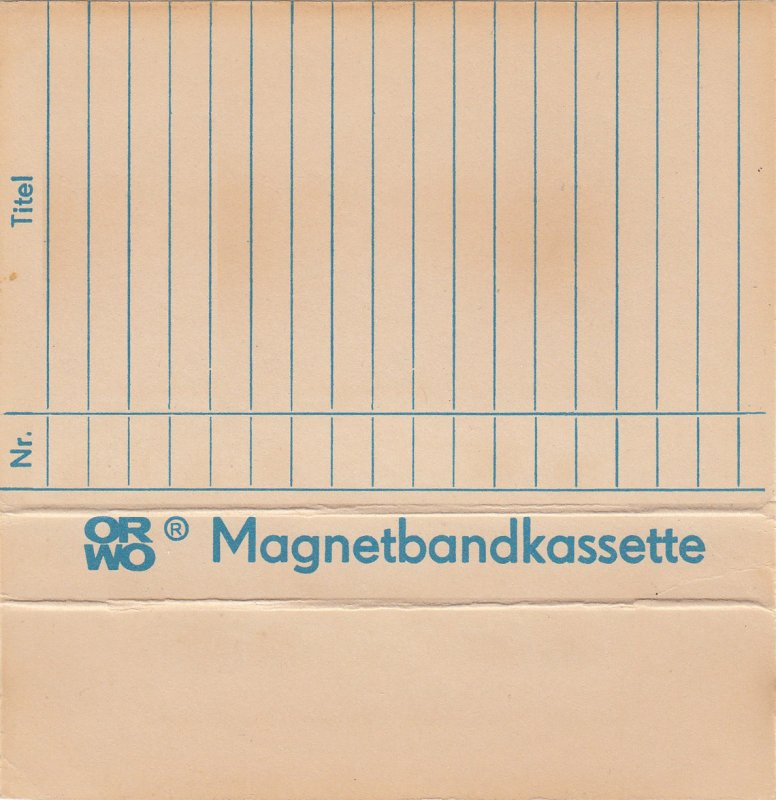 Titel
Nr.
ORWO ® Magnetbandkassette